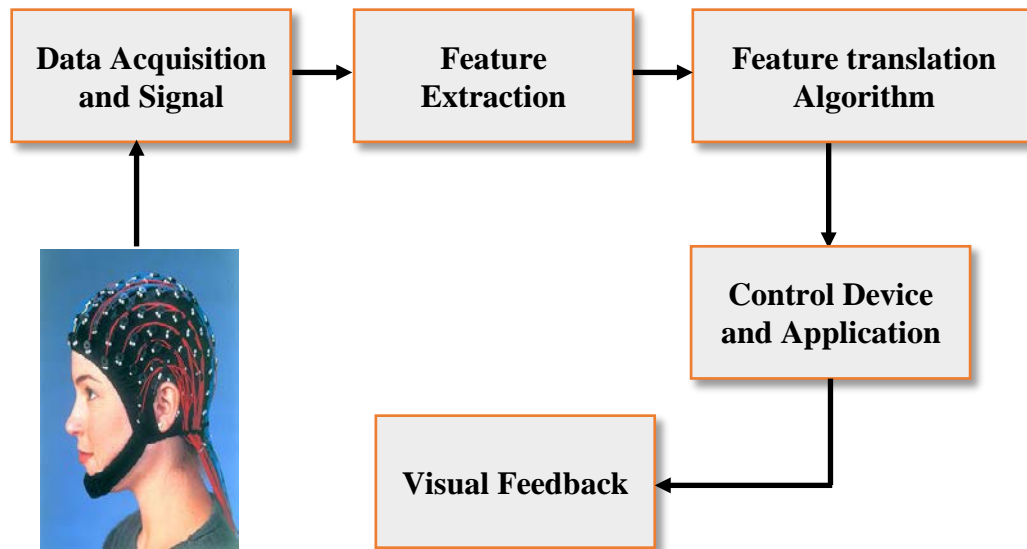 Data Acquisition
and Signal
Feature
Extraction
Feature translation
Algorithm
Control Device
and Application
Visual Feedback